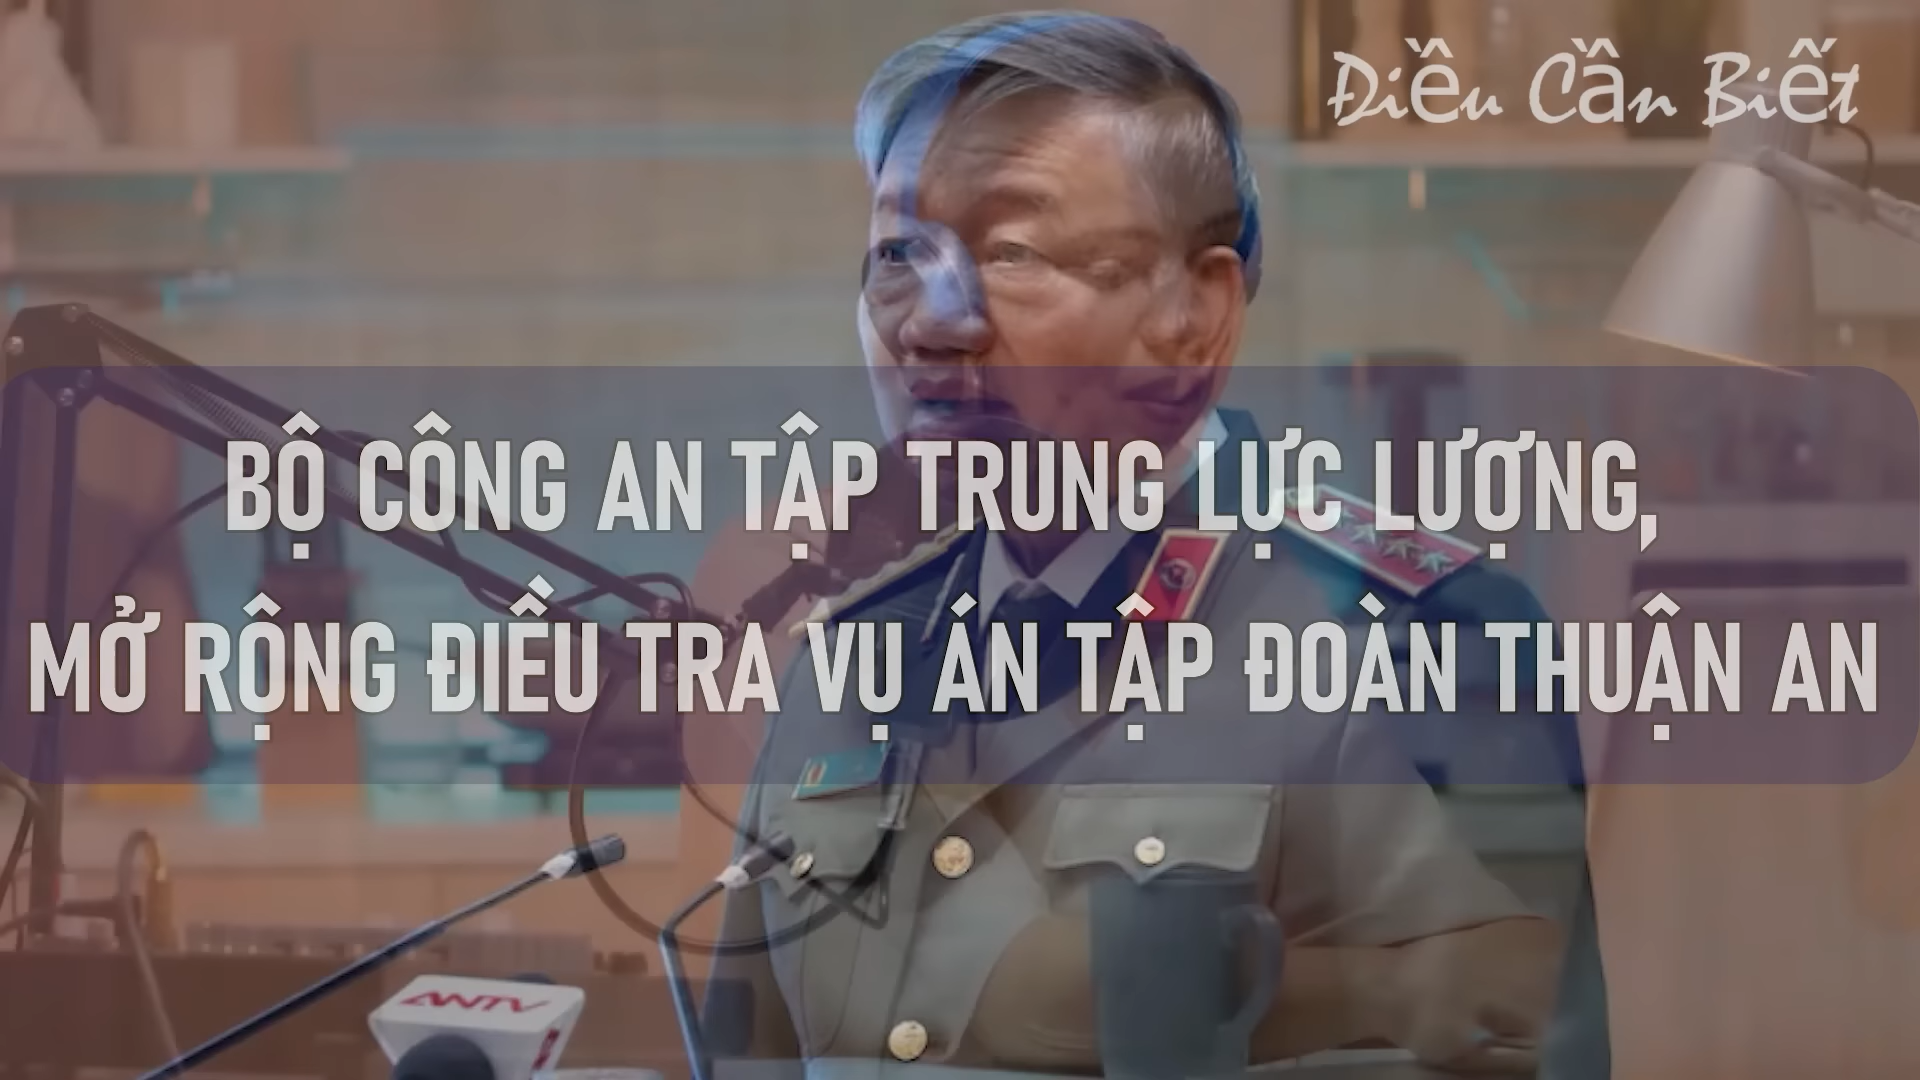 Điều Cần Biết
BỘ CÔNG AN TẬP TRUNG LỰC LƯỢNG,
MỞ RỘNG ĐIỀU TRA VỤ ÁN TẬP ĐOÀN THUẬN AN
ANTV